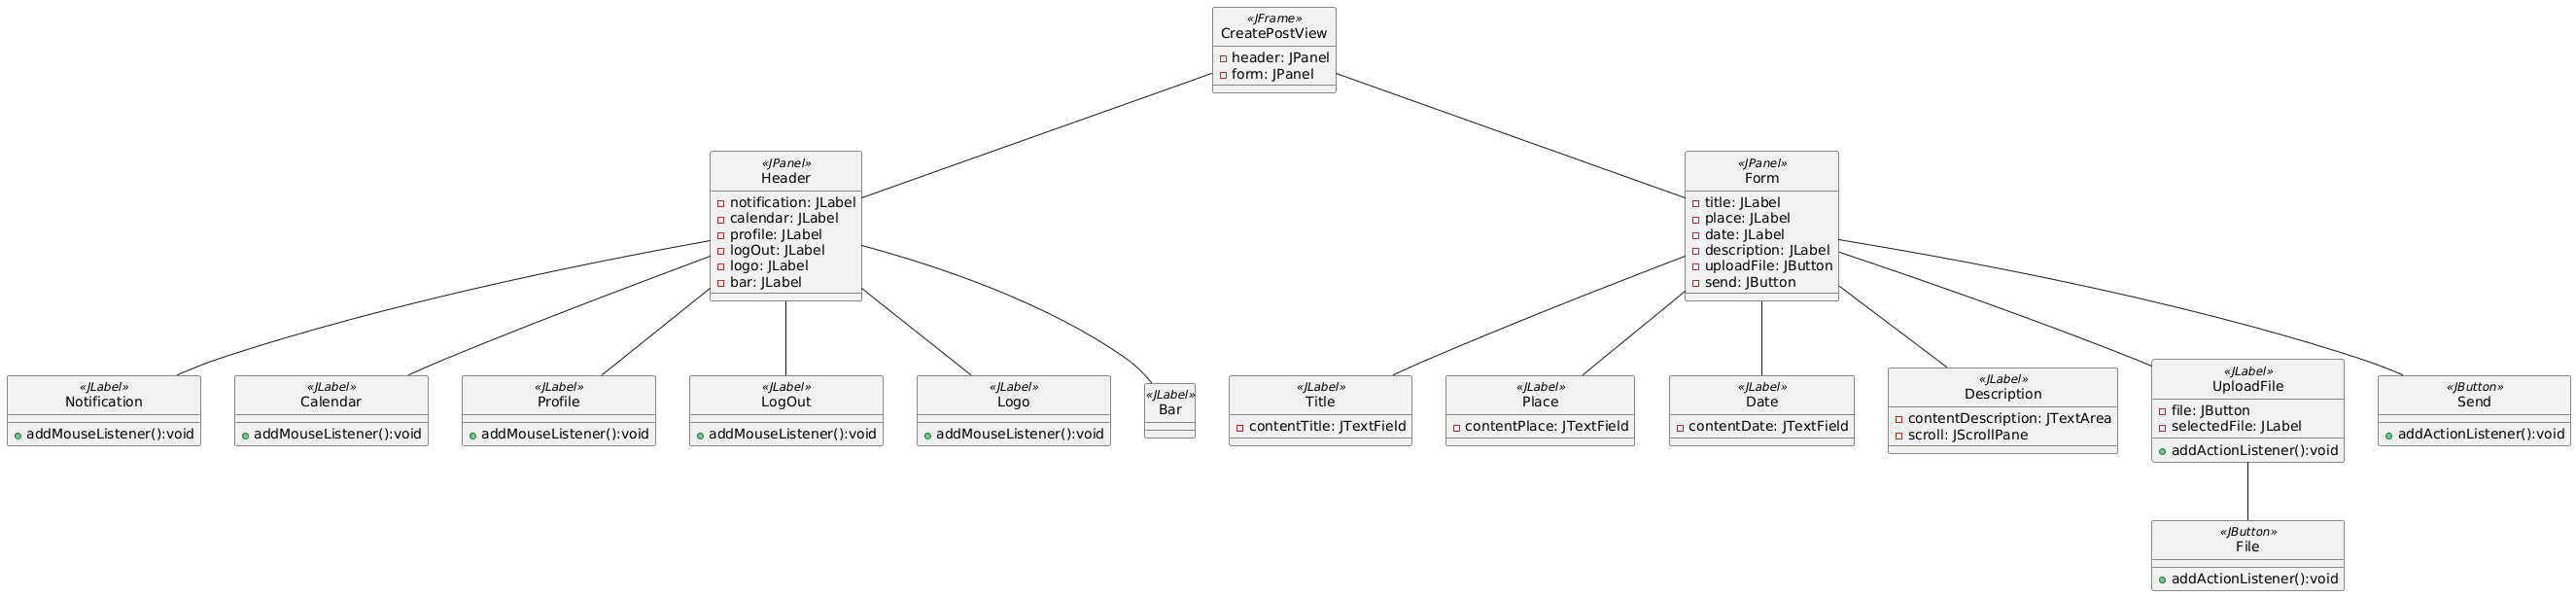 «JFrame»
CreatePostView
header: JPanel
form: JPanel
«JPanel»
Header
notification: JLabel
calendar: JLabel
profile: JLabel
logOut: JLabel
logo: JLabel
bar: JLabel
«JPanel»
Form
title: JLabel
place: JLabel
date: JLabel
description: JLabel
uploadFile: JButton
send: JButton
«JLabel»
Notification
addMouseListener():void
«JLabel»
Calendar
addMouseListener():void
«JLabel»
Profile
addMouseListener():void
«JLabel»
LogOut
addMouseListener():void
«JLabel»
Logo
addMouseListener():void
«JLabel»
Bar
«JLabel»
Title
contentTitle: JTextField
«JLabel»
Place
contentPlace: JTextField
«JLabel»
Date
contentDate: JTextField
«JLabel»
Description
contentDescription: JTextArea
scroll: JScrollPane
«JLabel»
UploadFile
file: JButton
selectedFile: JLabel
addActionListener():void
«JButton»
Send
addActionListener():void
«JButton»
File
addActionListener():void